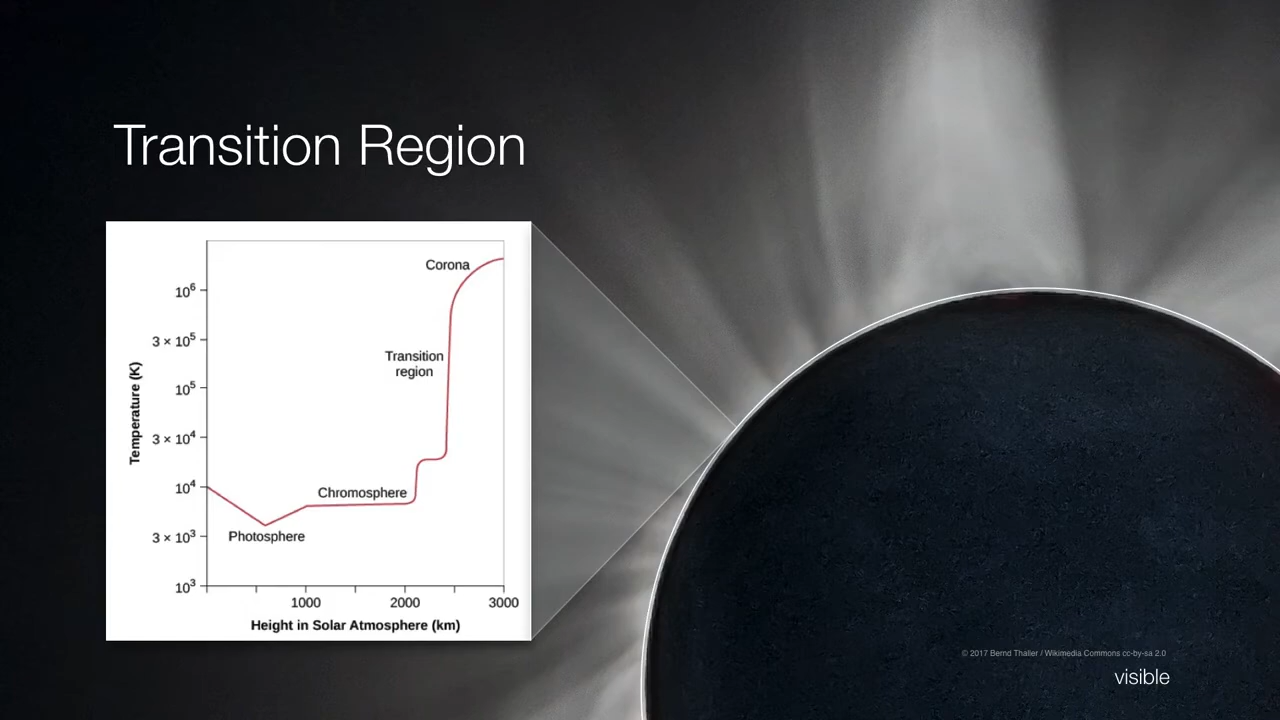 Transition Region
Corona
10⁶
3 × 10⁵
Transition
region
10⁵
Temperature (K)
3 × 10⁴
10⁴
Chromosphere
3 × 10³
Photosphere
10³
1000 2000 3000
Height in Solar Atmosphere (km)
© 2017 Bernd Thaller / Wikimedia Commons cc-by-sa 2.0
visible